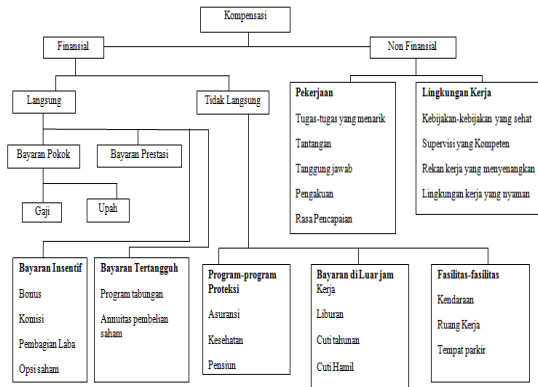 Kompensasi
Finansial
Non Finansial
Langsung
Tidak Langsung
Pekerjaan
Tugas-tugas yang menarik
Tantangan
Tanggung jawab
Pengakuan
Rasa Pencapaian
Lingkungan Kerja
Kebijakan-kebijakan yang sehat
Supervisi yang Kompeten
Rekan kerja yang menyenangkan
Lingkungan kerja yang nyaman
Bayaran Pokok
Bayaran Prestasi
Gaji
Upah
Bayaran Insentif
Bonus
Komisi
Pembagian Laba
Opsi saham
Bayaran Tertangguh
Program tabungan
Annuitas pembelian
saham
Program-program
Proteksi
Asuransi
Kesehatan
Pensiun
Bayaran di Luar jam
Kerja
Liburan
Cuti tahunan
Cuti Hamil
Fasilitas-fasilitas
Kendaraan
Ruang Kerja
Tempat parkir